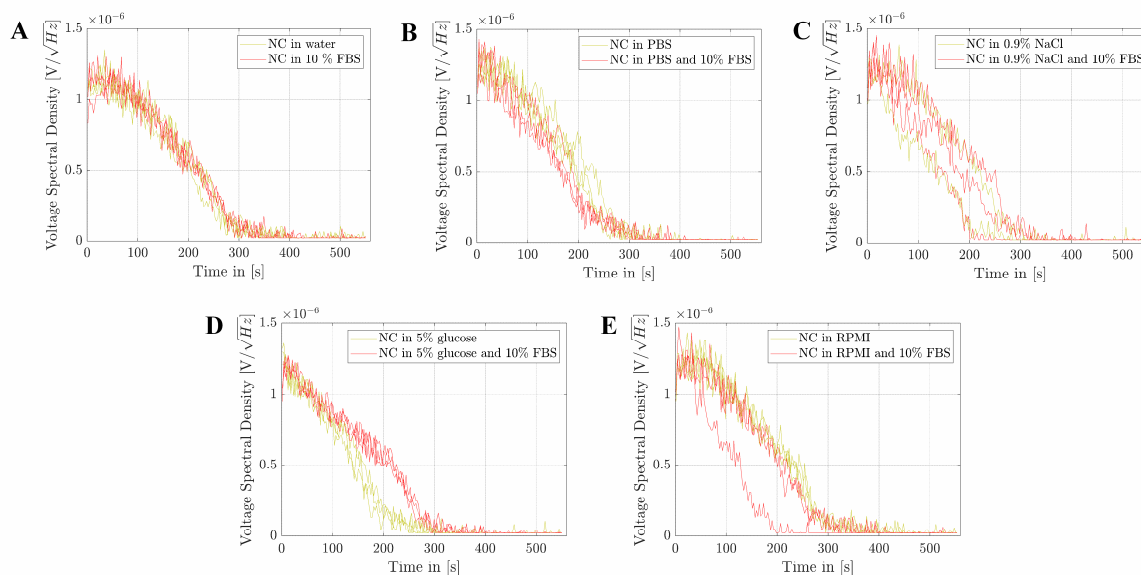 A
×10⁻⁶
1.5
1
0.5
0
Voltage Spectral Density [V/√Hz]
NC in water
NC in 10 % FBS
0 100 200 300 400 500
Time in [s]
B
×10⁻⁶
1.5
1
0.5
0
Voltage Spectral Density [V/√Hz]
NC in PBS
NC in PBS and 10% FBS
0 100 200 300 400 500
Time in [s]
C
×10⁻⁶
1.5
1
0.5
0
Voltage Spectral Density [V/√Hz]
NC in 0.9% NaCl
NC in 0.9% NaCl and 10% FBS
0 100 200 300 400 500
Time in [s]
D
×10⁻⁶
1.5
1
0.5
0
Voltage Spectral Density [V/√Hz]
NC in 5% glucose
NC in 5% glucose and 10% FBS
0 100 200 300 400 500
Time in [s]
E
×10⁻⁶
1.5
1
0.5
0
Voltage Spectral Density [V/√Hz]
NC in RPMI
NC in RPMI and 10% FBS
0 100 200 300 400 500
Time in [s]